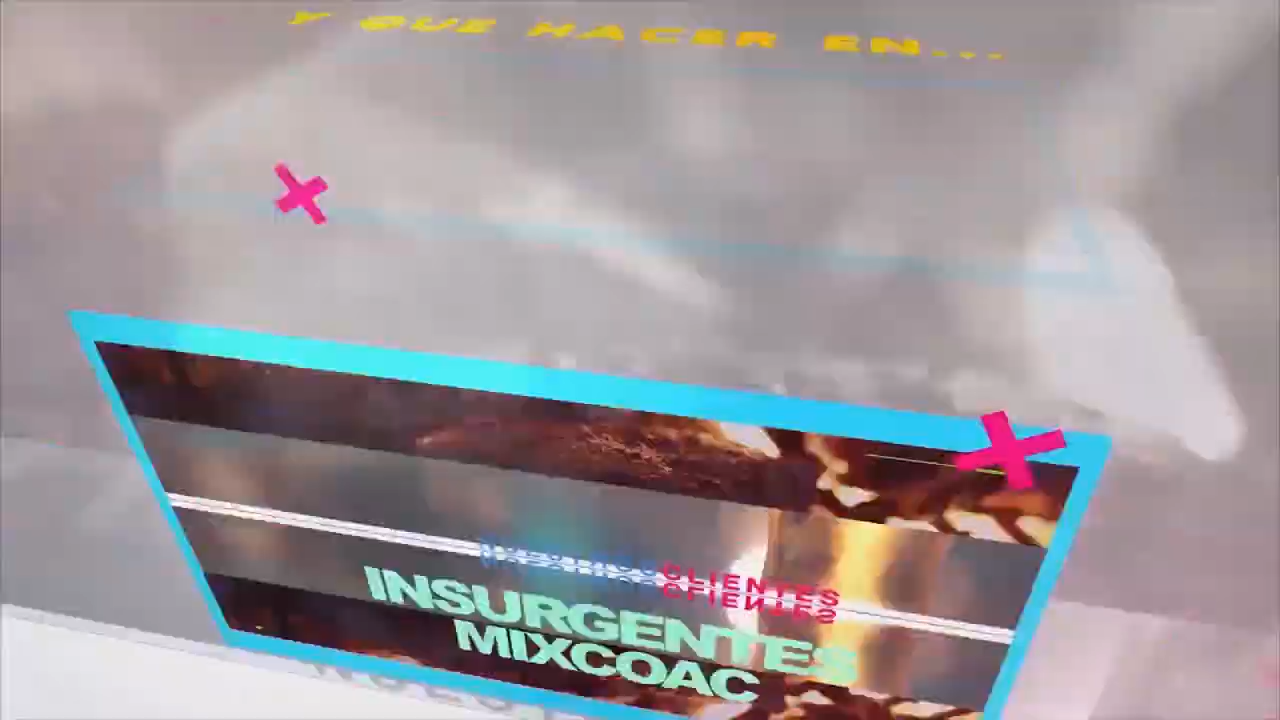 Y QUE HACER EN...
CLIENTES
INSURGENTES
MIXCOAC